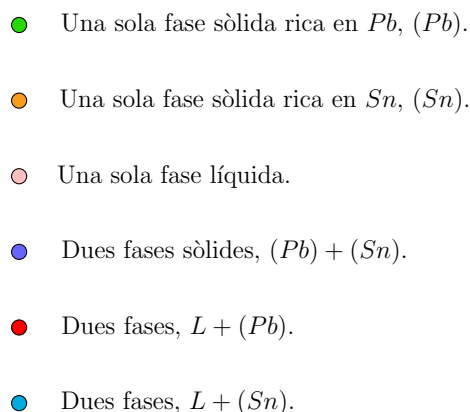 Una sola fase sòlida rica en Pb, (Pb).
Una sola fase sòlida rica en Sn, (Sn).
Una sola fase líquida.
Dues fases sòlides, (Pb) + (Sn).
Dues fases, L + (Pb).
Dues fases, L + (Sn).